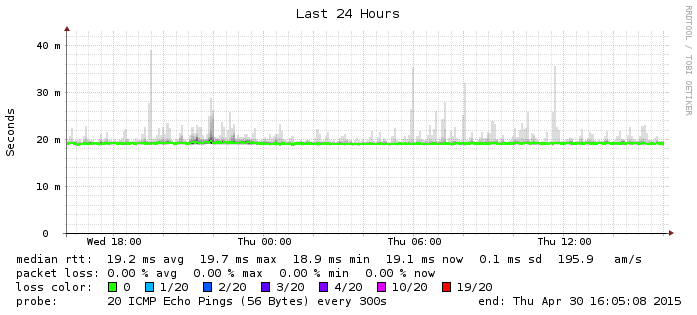 Last 24 Hours
RRDTOOL / TOBI OETIKER
Seconds
40 m
30 m
20 m
10 m
0
Wed 18:00 Thu 00:00 Thu 06:00 Thu 12:00
median rtt: 19.2 ms avg 19.7 ms max 18.9 ms min 19.1 ms now 0.1 ms sd 195.9 am/s
packet loss: 0.00 % avg 0.00 % max 0.00 % min 0.00 % now
loss color: 0 1/20 2/20 3/20 4/20 10/20 19/20
probe: 20 ICMP Echo Pings (56 Bytes) every 300s end: Thu Apr 30 16:05:08 2015